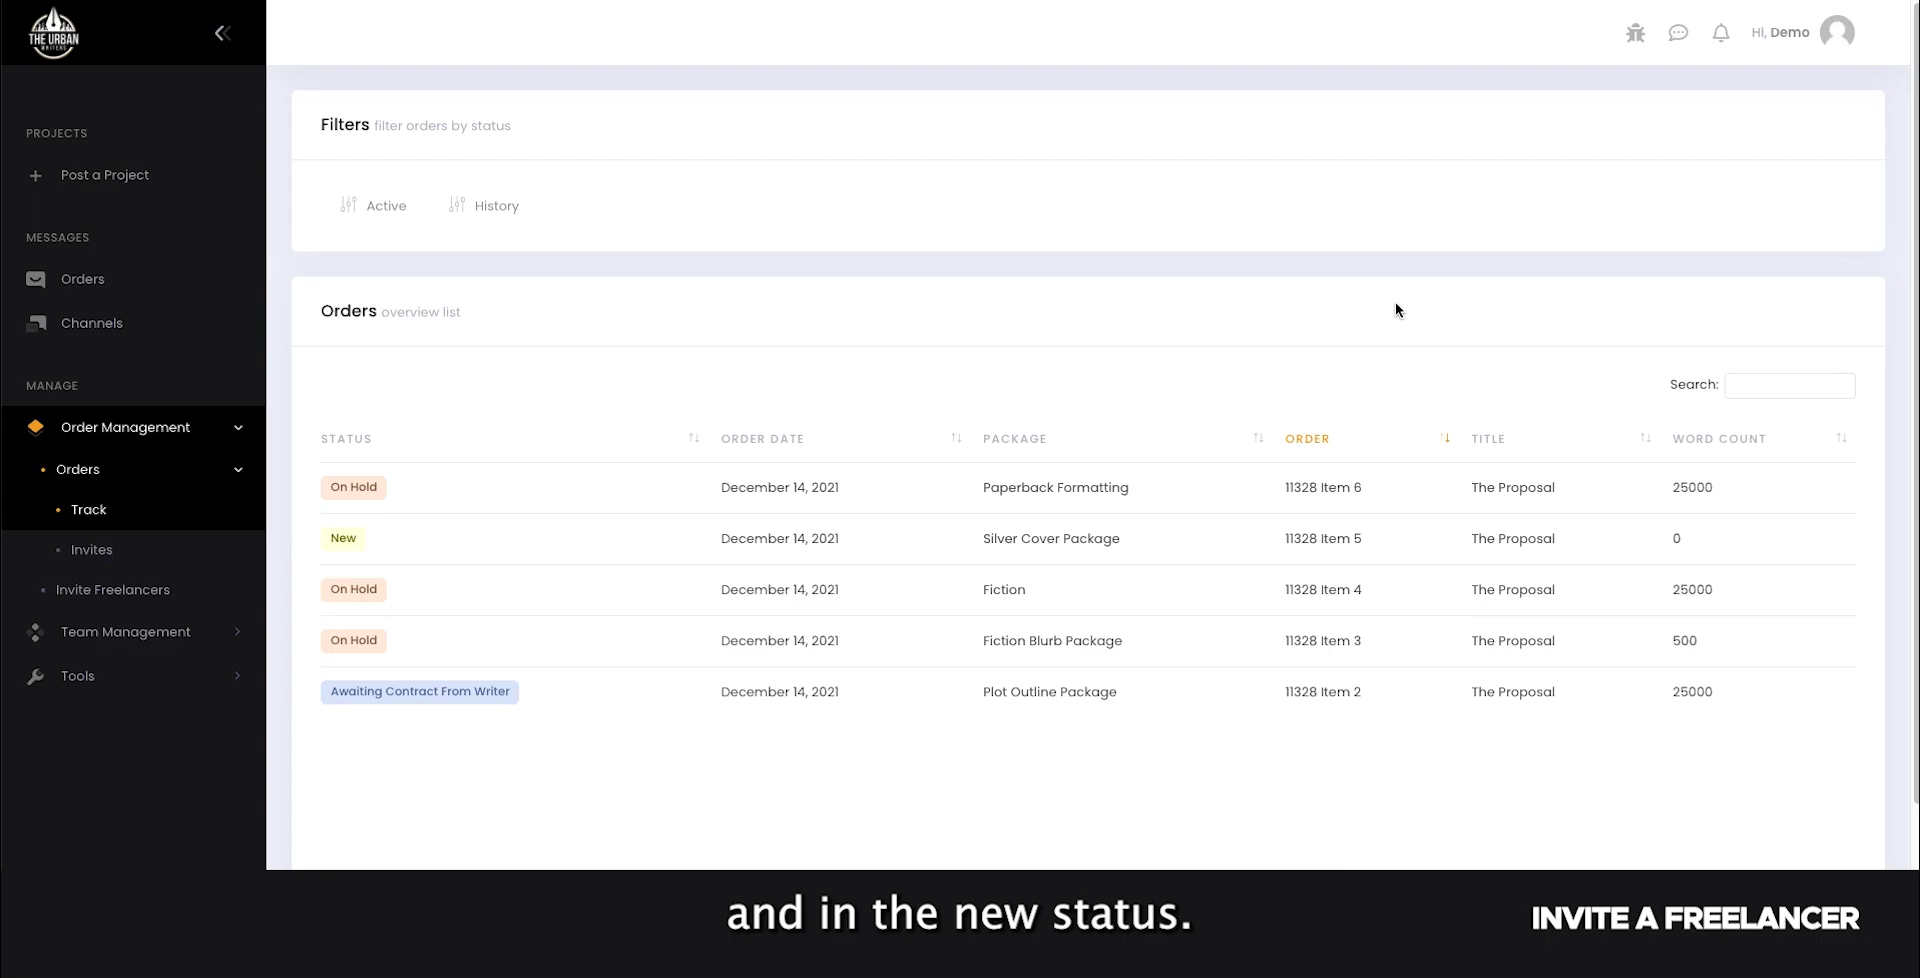 THE URBAN
WRITERS
Hi, Demo
PROJECTS
Post a Project
MESSAGES
Orders
Channels
MANAGE
Order Management
Orders
Track
Invites
Invite Freelancers
Team Management
Tools
Filters filter orders by status
Active History
Orders overview list
Search:
STATUS ORDER DATE PACKAGE ORDER TITLE WORD COUNT
On Hold December 14, 2021 Paperback Formatting 11328 Item 6 The Proposal 25000
New December 14, 2021 Silver Cover Package 11328 Item 5 The Proposal 0
On Hold December 14, 2021 Fiction 11328 Item 4 The Proposal 25000
On Hold December 14, 2021 Fiction Blurb Package 11328 Item 3 The Proposal 500
Awaiting Contract From Writer December 14, 2021 Plot Outline Package 11328 Item 2 The Proposal 25000
and in the new status.
INVITE A FREELANCER